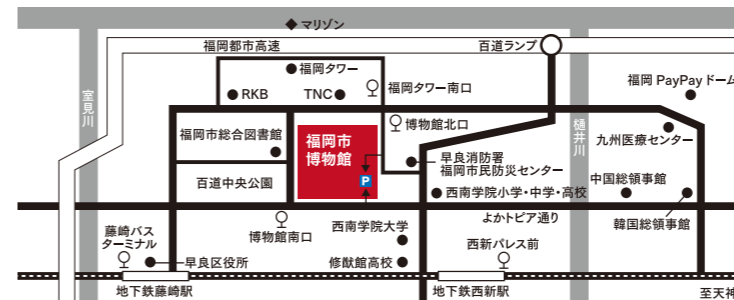 マリゾン
福岡都市高速
百道ランプ
福岡タワー
福岡 PayPay ドーム
RKB
TNC
福岡タワー南口
室見川
博物館北口
樋井川
福岡市総合図書館
福岡市
博物館
P
九州医療センター
早良消防署
福岡市民防災センター
百道中央公園
西南学院小学・中学・高校
中国総領事館
よかトピア通り
韓国総領事館
藤崎バス
ターミナル
博物館南口
西南学院大学
西新パレス前
早良区役所
修猷館高校
地下鉄藤崎駅
地下鉄西新駅
至天神